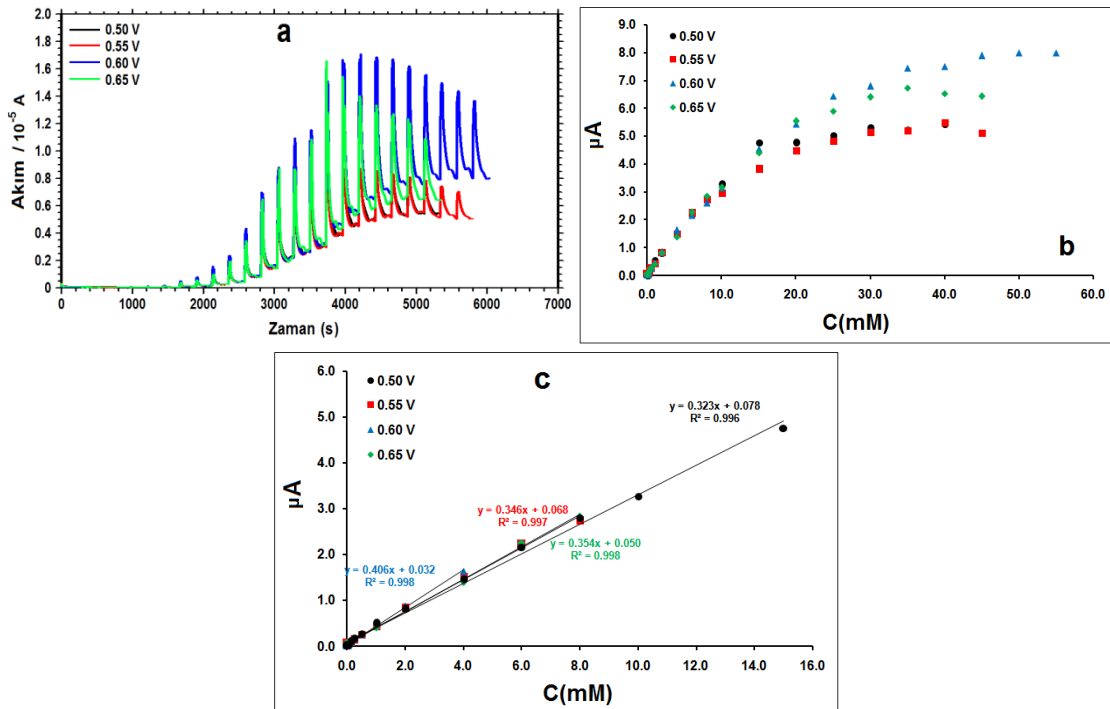 a
0.50 V
0.55 V
0.60 V
0.65 V
2.0
1.8
1.6
1.4
1.2
1.0
0.8
0.6
0.4
0.2
0
Akım / 10⁻⁵ A
0 1000 2000 3000 4000 5000 6000 7000
Zaman (s)
9.0
8.0
7.0
6.0
5.0
4.0
3.0
2.0
1.0
0.0
µA
0.50 V
0.55 V
0.60 V
0.65 V
b
0.0 10.0 20.0 30.0 40.0 50.0 60.0
C(mM)
c
6.0
5.0
4.0
3.0
2.0
1.0
0.0
µA
0.50 V
0.55 V
0.60 V
0.65 V
y = 0.323x + 0.078
R² = 0.996
y = 0.346x + 0.068
R² = 0.997
y = 0.354x + 0.050
R² = 0.998
y = 0.406x + 0.032
R² = 0.998
0.0 2.0 4.0 6.0 8.0 10.0 12.0 14.0 16.0
C(mM)